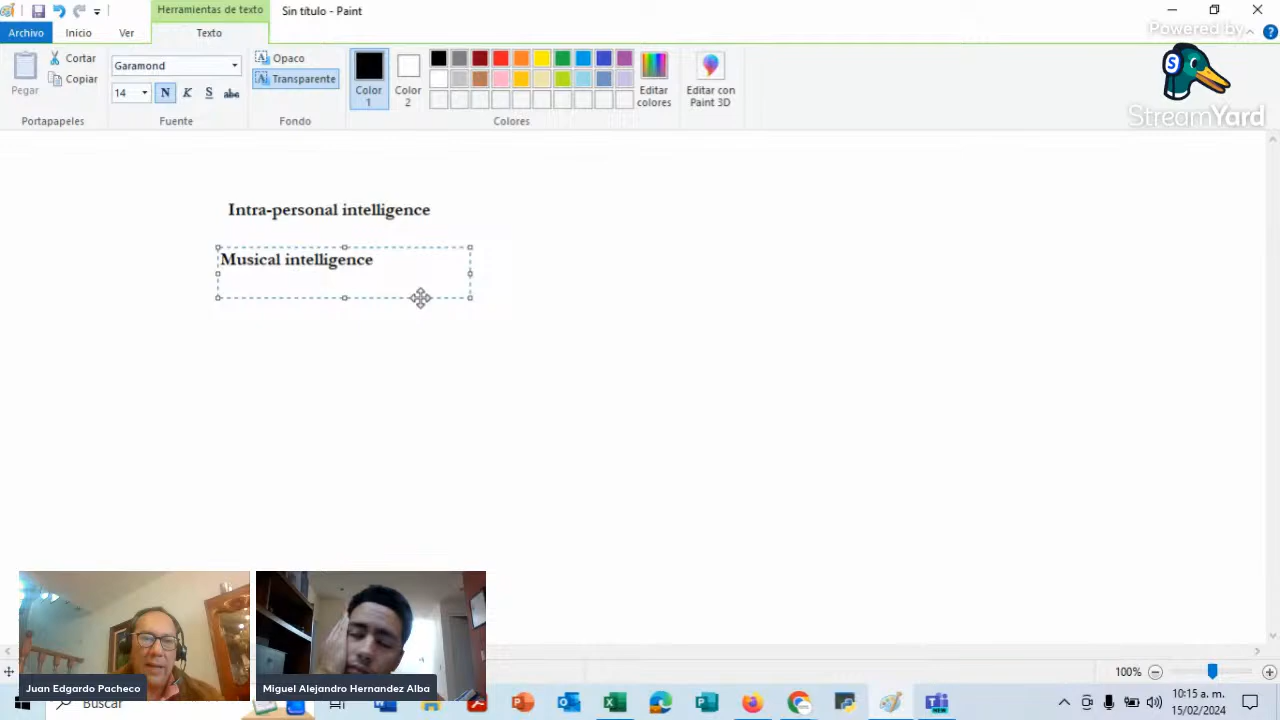 Herramientas de texto
Sin título - Paint
Archivo
Inicio
Ver
Texto
Powered by
StreamYard
Pegar
Cortar
Copiar
Portapapeles
Garamond
14
N
K
S
abc
Fuente
Opaco
Transparente
Fondo
Color
1
Color
2
Editar
colores
Editar con
Paint 3D
Colores
Intra-personal intelligence
Musical intelligence
Juan Edgardo Pacheco
Miguel Alejandro Hernandez Alba
100%
Buscar
10:15 a. m.
15/02/2024